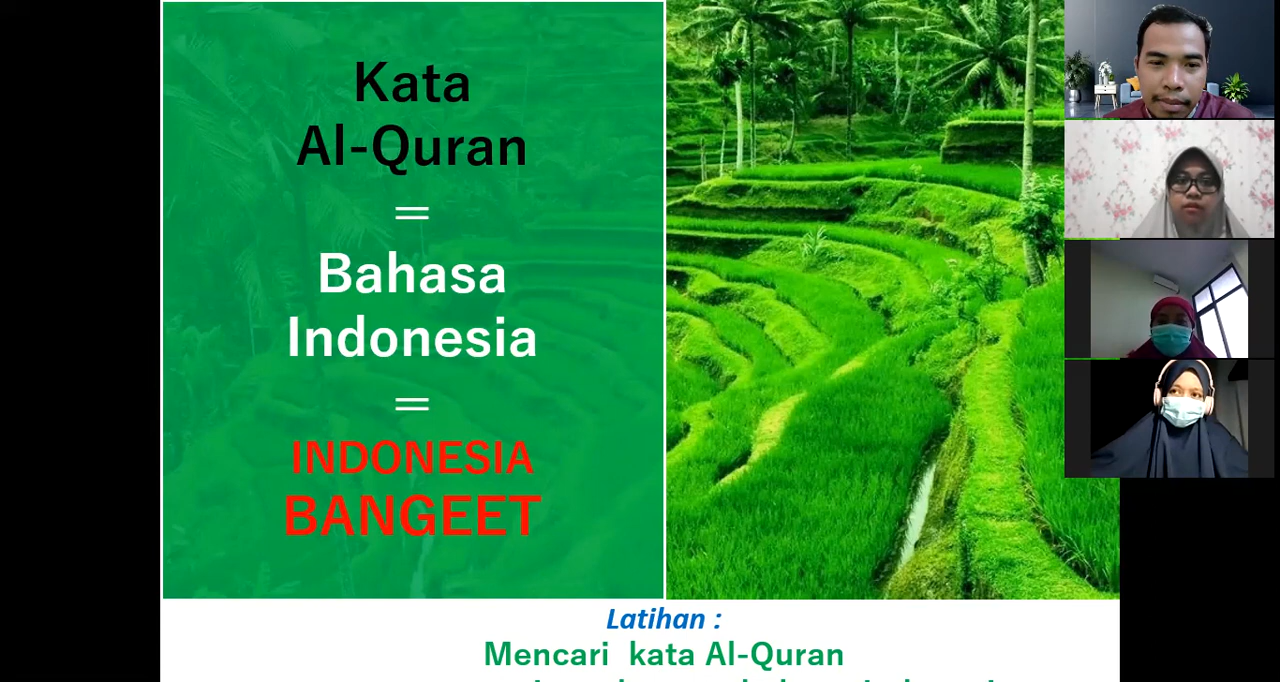 Kata
Al-Quran
=
Bahasa
Indonesia
=
INDONESIA
BANGEET
Latihan :
Mencari kata Al-Quran